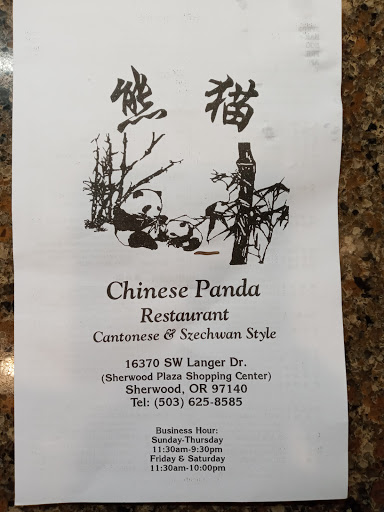 熊 猫
Chinese Panda
Restaurant
Cantonese & Szechwan Style
16370 SW Langer Dr.
(Sherwood Plaza Shopping Center)
Sherwood, OR 97140
Tel: (503) 625-8585
Business Hour:
Sunday-Thursday
11:30am-9:30pm
Friday & Saturday
11:30am-10:00pm